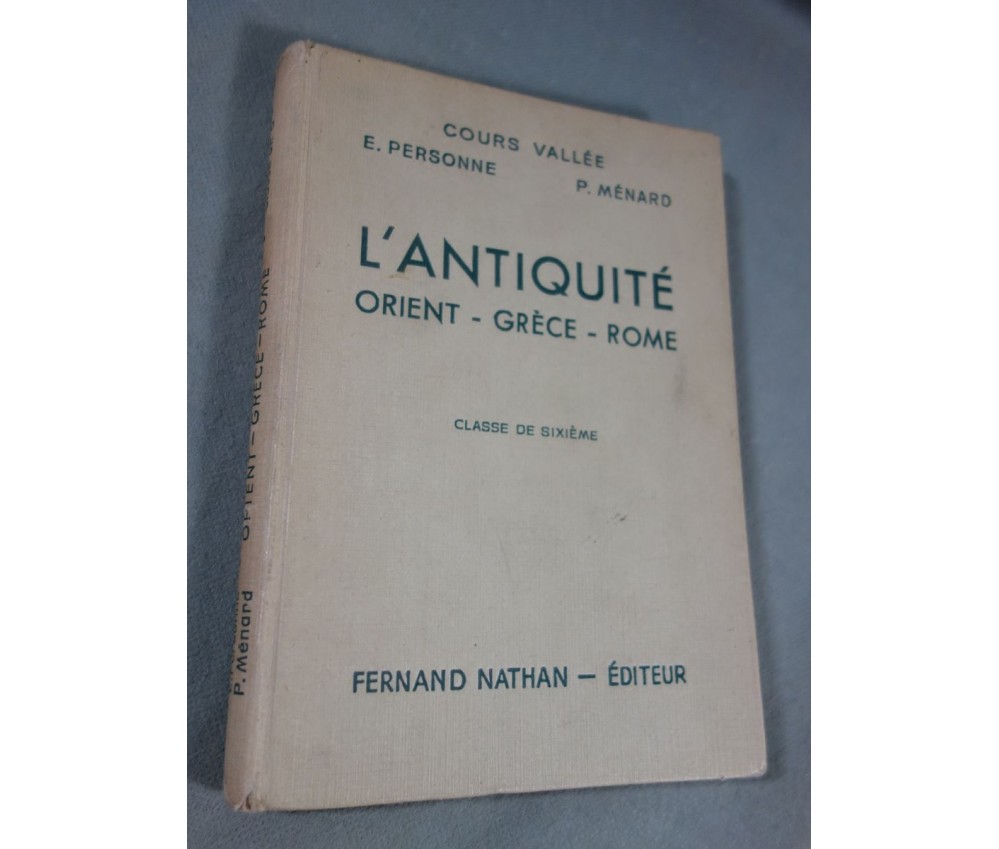 COURS VALLÉE
E. PERSONNE
P. MÉNARD
L'ANTIQUITÉ
ORIENT - GRÈCE - ROME
CLASSE DE SIXIÈME
FERNAND NATHAN — ÉDITEUR
P. Ménard
ORIENT - GRÈCE - ROME